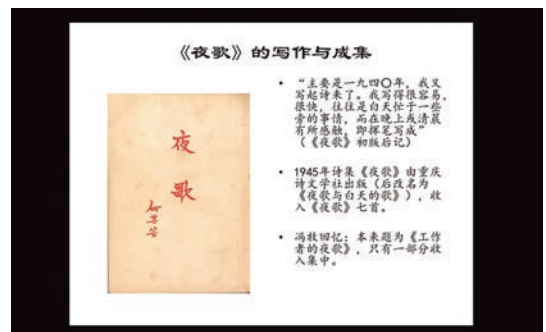 《夜歌》的写作与成集
夜
歌
何其芳
• “主要是一九四〇年，我又
写起诗来了。我写得很容易，
很快，往往是白天忙于一些
旁的事情，而在晚上或清晨
有所感触，即挥笔写成”
（《夜歌》初版后记）
• 1945年诗集《夜歌》由重庆
诗文学社出版（后改名为
《夜歌与白天的歌》），收
入《夜歌》七首。
• 冯牧回忆：本来题为《工作
者的夜歌》，只有一部分收
入集中。